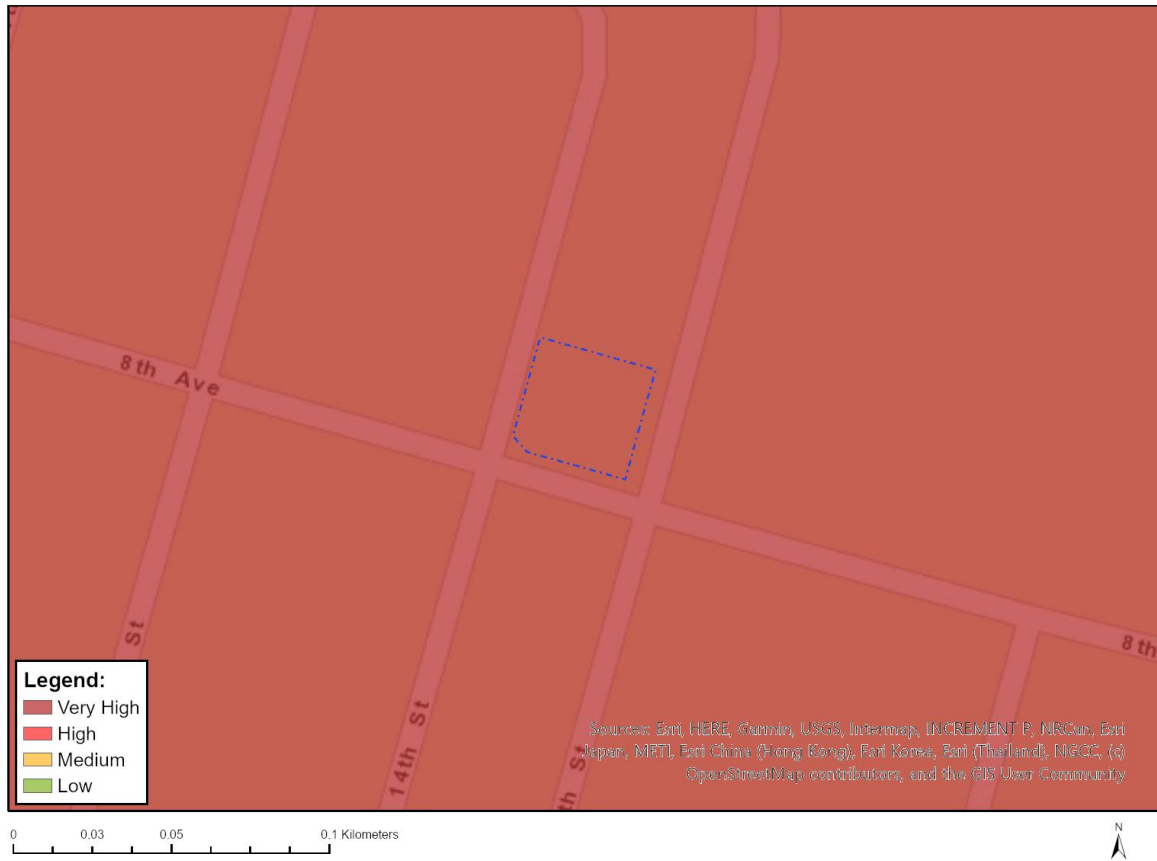 8th Ave
St
14th St
th St
8th
Legend:
Very High
High
Medium
Low
Sources: Esri, HERE, Garmin, USGS, Intermap, INCREMENT P, NRCan, Esri
Japan, METI, Esri China (Hong Kong), Esri Korea, Esri (Thailand), NGCC, (c)
OpenStreetMap contributors, and the GIS User Community
0 0.03 0.05 0.1 Kilometers
N